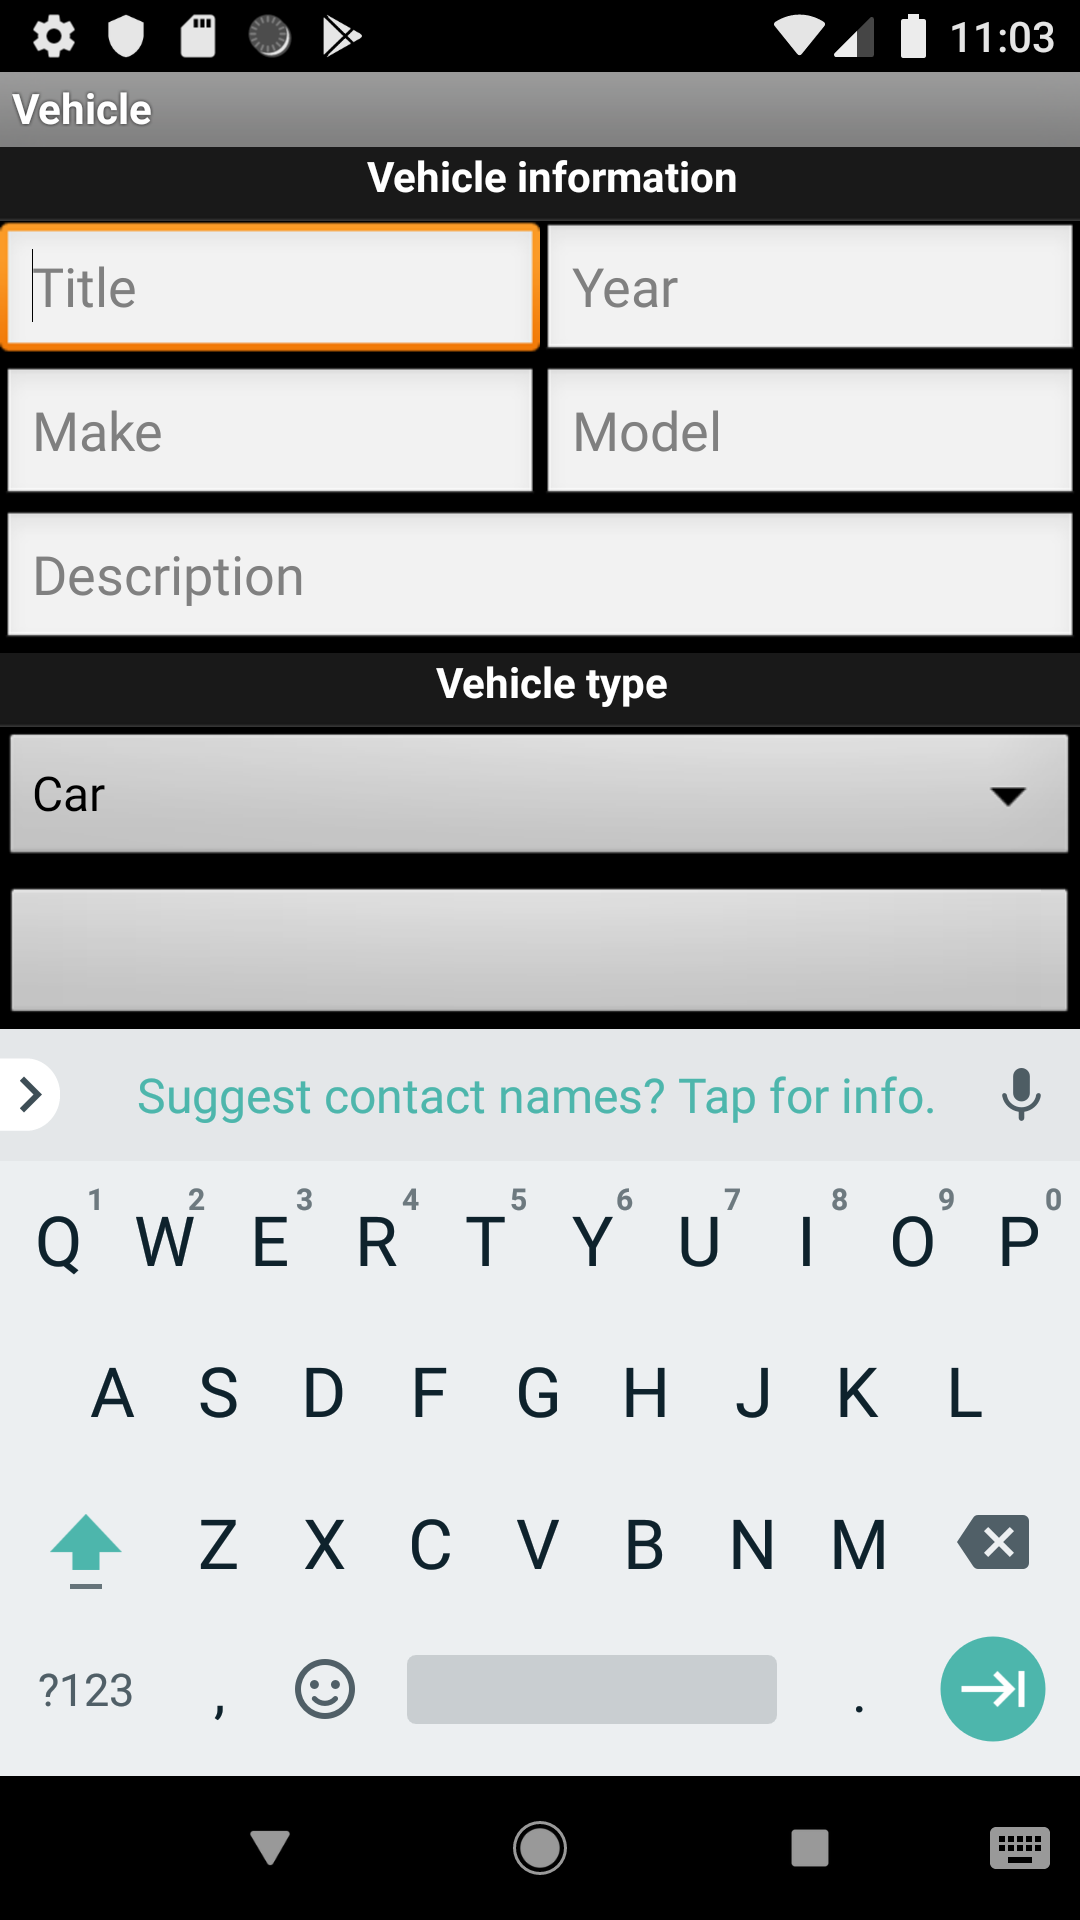 11:03
Vehicle
Vehicle information
Title Year
Make Model
Description
Vehicle type
Car
Suggest contact names? Tap for info.
1 2 3 4 5 6 7 8 9 0
Q W E R T Y U I O P
A S D F G H J K L
Z X C V B N M
?123 , .